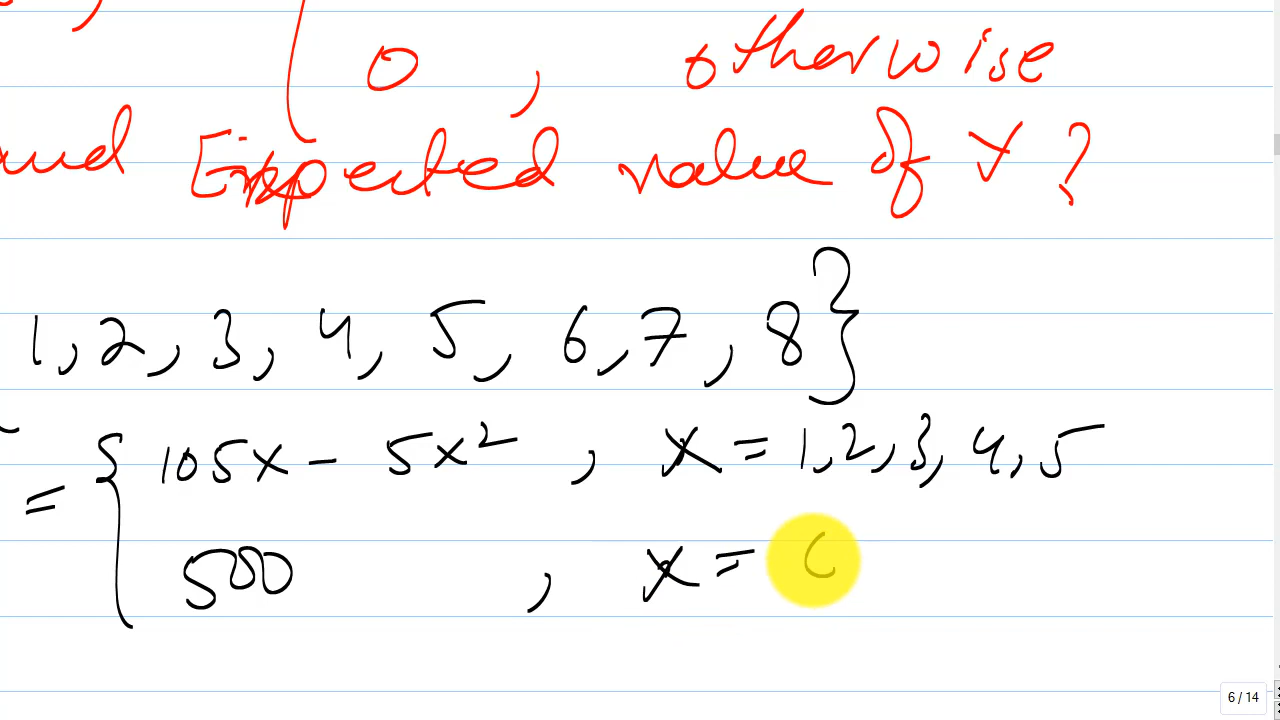 0 , otherwise
and Expected value of Y ?
1, 2, 3, 4, 5, 6, 7, 8 }
= { 105x - 5x² , x = 1, 2, 3, 4, 5
500 , x =
6 / 14